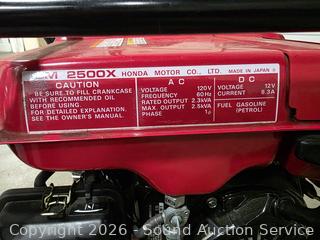 EM 2500X HONDA MOTOR CO., LTD. MADE IN JAPAN
CAUTION
BE SURE TO FILL CRANKCASE
WITH RECOMMENDED OIL
BEFORE USING.
FOR DETAILED EXPLANATION,
SEE THE OWNER'S MANUAL.
A C
VOLTAGE 120V
FREQUENCY 60Hz
RATED OUTPUT 2.3kVA
MAX. OUTPUT 2.5kVA
PHASE 1ø
D C
VOLTAGE 12V
CURRENT 8.3A
FUEL GASOLINE
(PETROL)
Copyright 2026 - Sound Auction Service